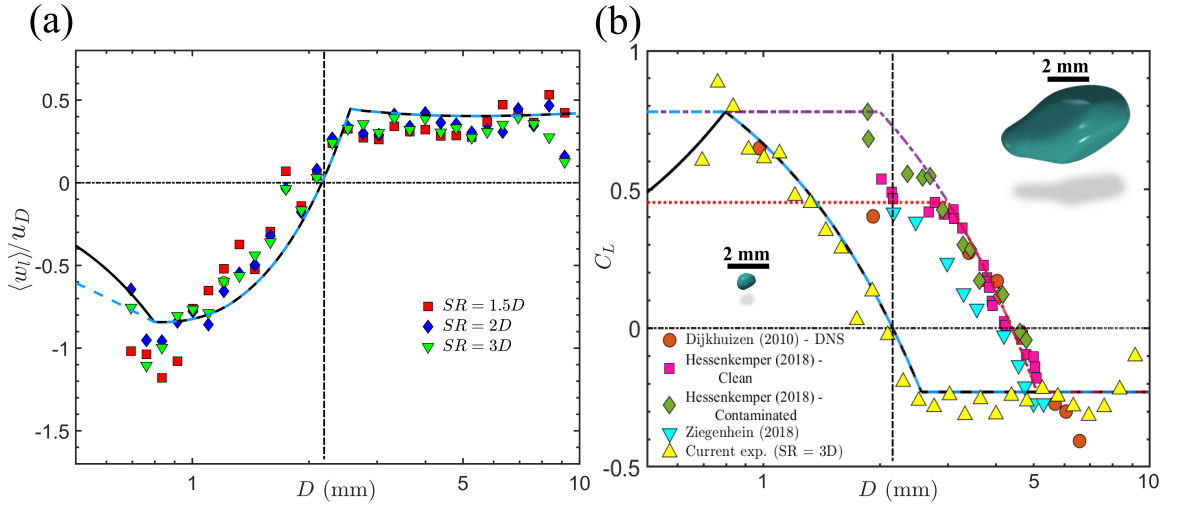 (a)
0.5
0
-0.5
-1
-1.5
⟨w_l⟩/u_D
SR = 1.5D
SR = 2D
SR = 3D
1
5
10
D (mm)
(b)
1
0.5
0
-0.5
C_L
2 mm
2 mm
Dijkhuizen (2010) - DNS
Hessenkemper (2018) -
Clean
Hessenkemper (2018) -
Contaminated
Ziegenhein (2018)
Current exp. (SR = 3D)
1
5
10
D (mm)